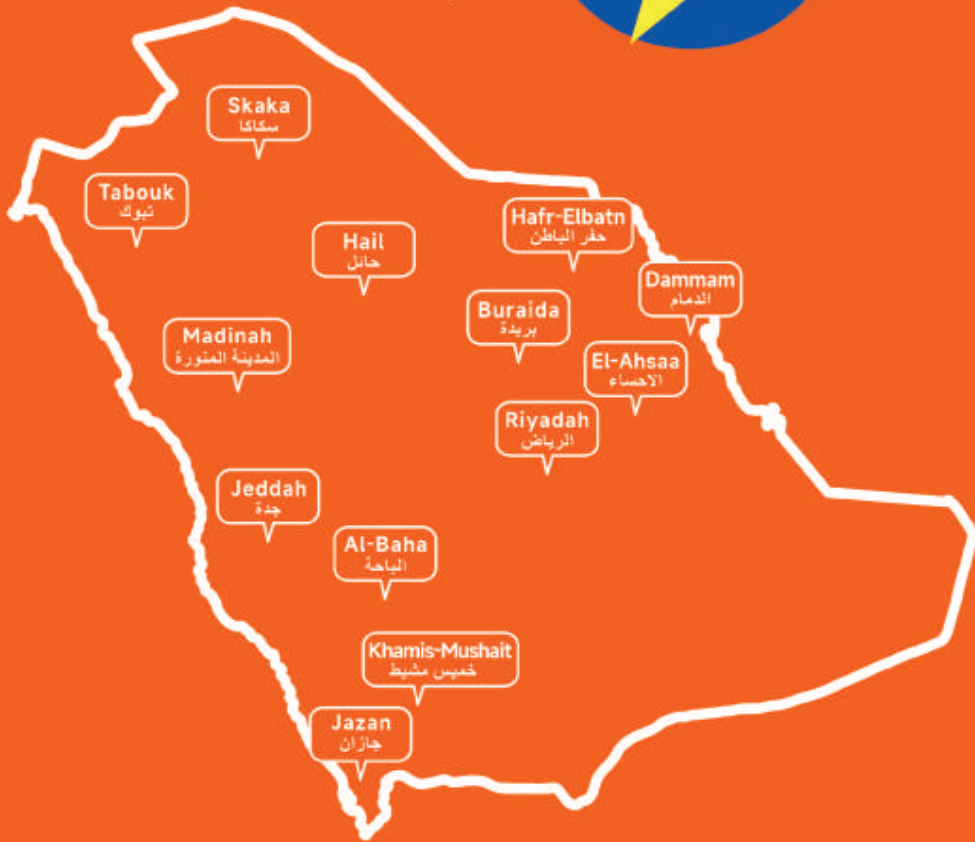 Skaka
سكاكا
Tabouk
تبوك
Hafr-Elbatn
حفر الباطن
Hail
حائل
Dammam
الدمام
Buraida
بريدة
Madinah
المدينة المنورة
El-Ahsaa
الاحساء
Riyadah
الرياض
Jeddah
جدة
Al-Baha
الباحة
Khamis-Mushait
خميس مشيط
Jazan
جازان